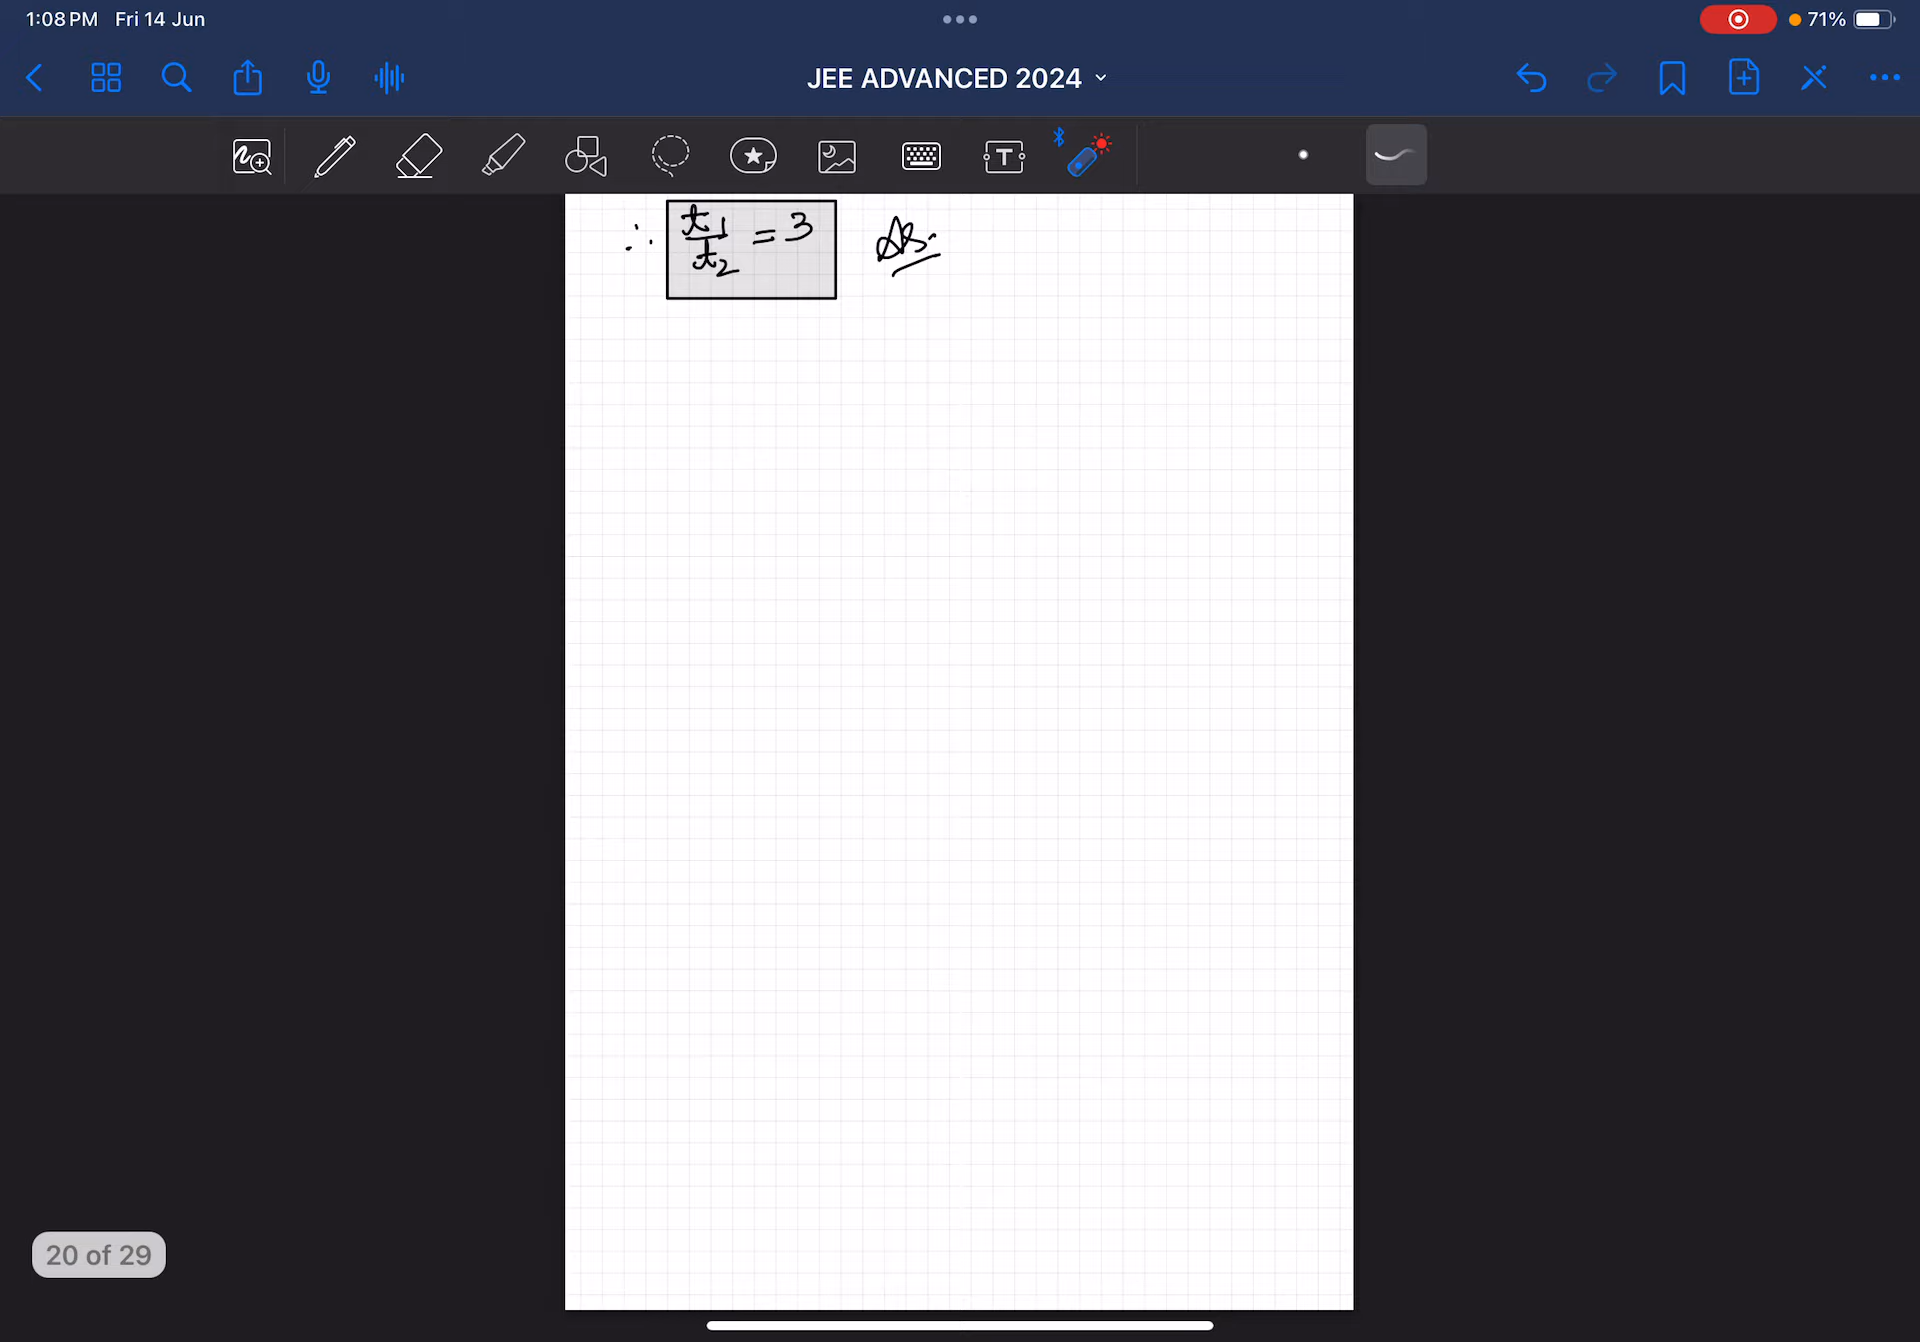 1:08 PM Fri 14 Jun
71%
JEE ADVANCED 2024
T
∴ t₁/t₂ = 3
20 of 29